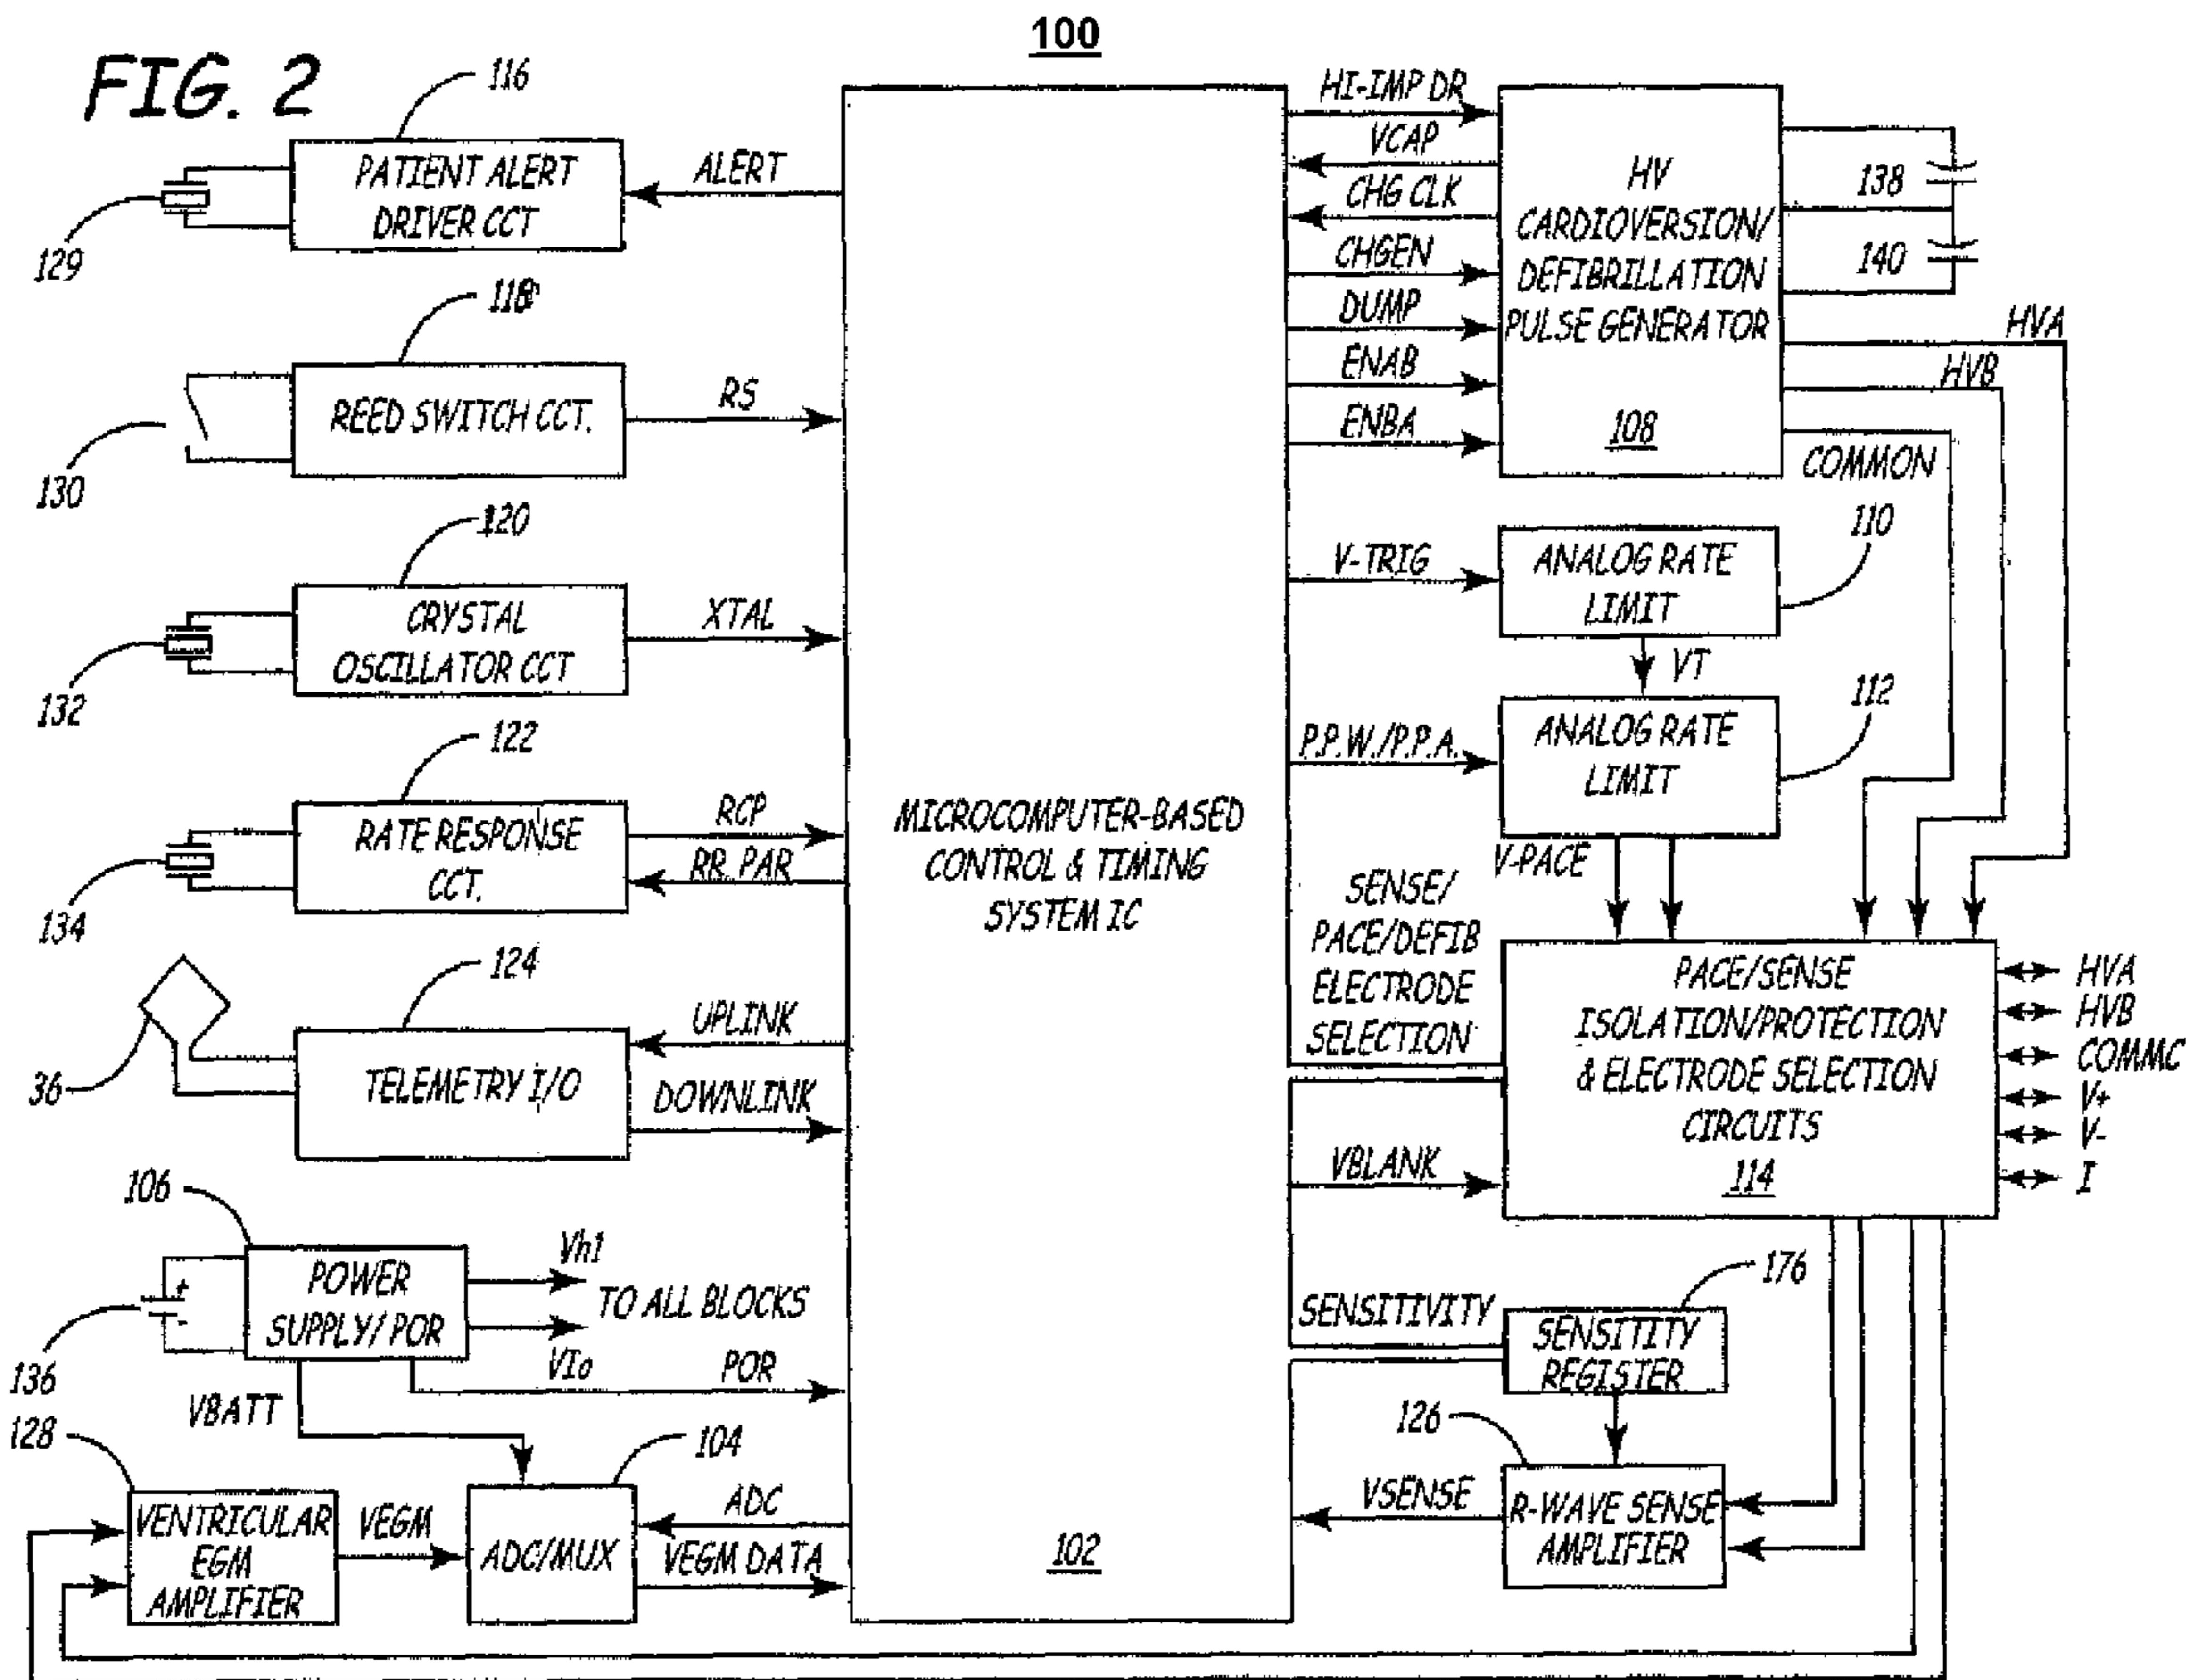 100
FIG. 2
116
PATIENT ALERT
DRIVER CCT
129
ALERT
118
REED SWITCH CCT.
130
RS
120
CRYSTAL
OSCILLATOR CCT
132
XTAL
122
RATE RESPONSE
CCT.
134
RCP
RR PAR
124
TELEMETRY I/O
36
UPLINK
DOWNLINK
106
POWER
SUPPLY/ POR
136
Vh1
TO ALL BLOCKS
VIo
POR
VBATT
128
VENTRICULAR
EGM
AMPLIFIER
VEGM
104
ADC/MUX
ADC
VEGM DATA
MICROCOMPUTER-BASED
CONTROL & TIMING
SYSTEM IC
102
HI-IMP DR
VCAP
CHG CLK
CHGEN
DUMP
ENAB
ENBA
HV
CARDIOVERSION/
DEFIBRILLATION
PULSE GENERATOR
108
138
140
HVA
HVB
COMMON
V-TRIG
ANALOG RATE
LIMIT
110
VT
P.P.W./P.P.A.
ANALOG RATE
LIMIT
112
V-PACE
SENSE/
PACE/DEFIB
ELECTRODE
SELECTION
PACE/SENSE
ISOLATION/PROTECTION
& ELECTRODE SELECTION
CIRCUITS
114
HVA
HVB
COMMC
V+
V-
I
VBLANK
176
SENSITIVITY
SENSITITY
REGISTER
126
VSENSE
R-WAVE SENSE
AMPLIFIER